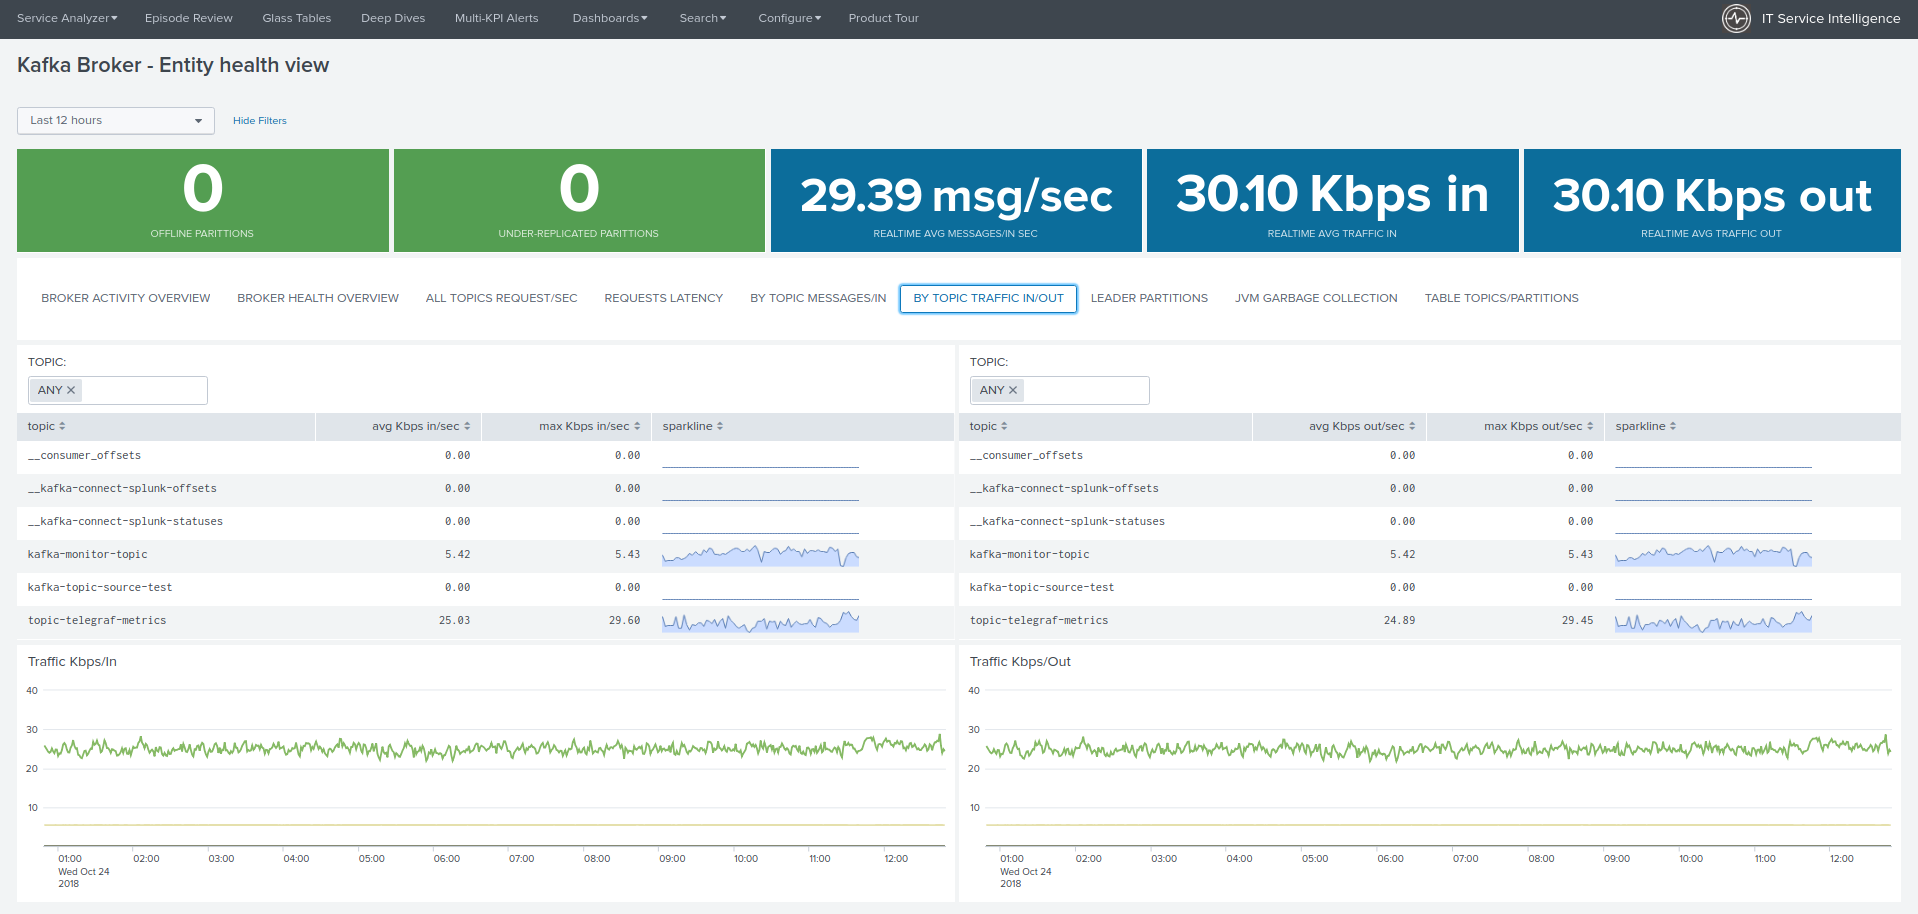 Service Analyzer Episode Review Glass Tables Deep Dives Multi-KPI Alerts Dashboards Search Configure Product Tour IT Service Intelligence
Kafka Broker - Entity health view
Last 12 hours Hide Filters
0 0 29.39 msg/sec 30.10 Kbps in 30.10 Kbps out
OFFLINE PARITTIONS UNDER-REPLICATED PARITTIONS REALTIME AVG MESSAGES/IN SEC REALTIME AVG TRAFFIC IN REALTIME AVG TRAFFIC OUT
BROKER ACTIVITY OVERVIEW BROKER HEALTH OVERVIEW ALL TOPICS REQUEST/SEC REQUESTS LATENCY BY TOPIC MESSAGES/IN BY TOPIC TRAFFIC IN/OUT LEADER PARTITIONS JVM GARBAGE COLLECTION TABLE TOPICS/PARTITIONS
TOPIC:
ANY ×
topic avg Kbps in/sec max Kbps in/sec sparkline
__consumer_offsets 0.00 0.00
__kafka-connect-splunk-offsets 0.00 0.00
__kafka-connect-splunk-statuses 0.00 0.00
kafka-monitor-topic 5.42 5.43
kafka-topic-source-test 0.00 0.00
topic-telegraf-metrics 25.03 29.60
TOPIC:
ANY ×
topic avg Kbps out/sec max Kbps out/sec sparkline
__consumer_offsets 0.00 0.00
__kafka-connect-splunk-offsets 0.00 0.00
__kafka-connect-splunk-statuses 0.00 0.00
kafka-monitor-topic 5.42 5.43
kafka-topic-source-test 0.00 0.00
topic-telegraf-metrics 24.89 29.45
Traffic Kbps/In
40
30
20
10
01:00 02:00 03:00 04:00 05:00 06:00 07:00 08:00 09:00 10:00 11:00 12:00
Wed Oct 24
2018
Traffic Kbps/Out
40
30
20
10
01:00 02:00 03:00 04:00 05:00 06:00 07:00 08:00 09:00 10:00 11:00 12:00
Wed Oct 24
2018